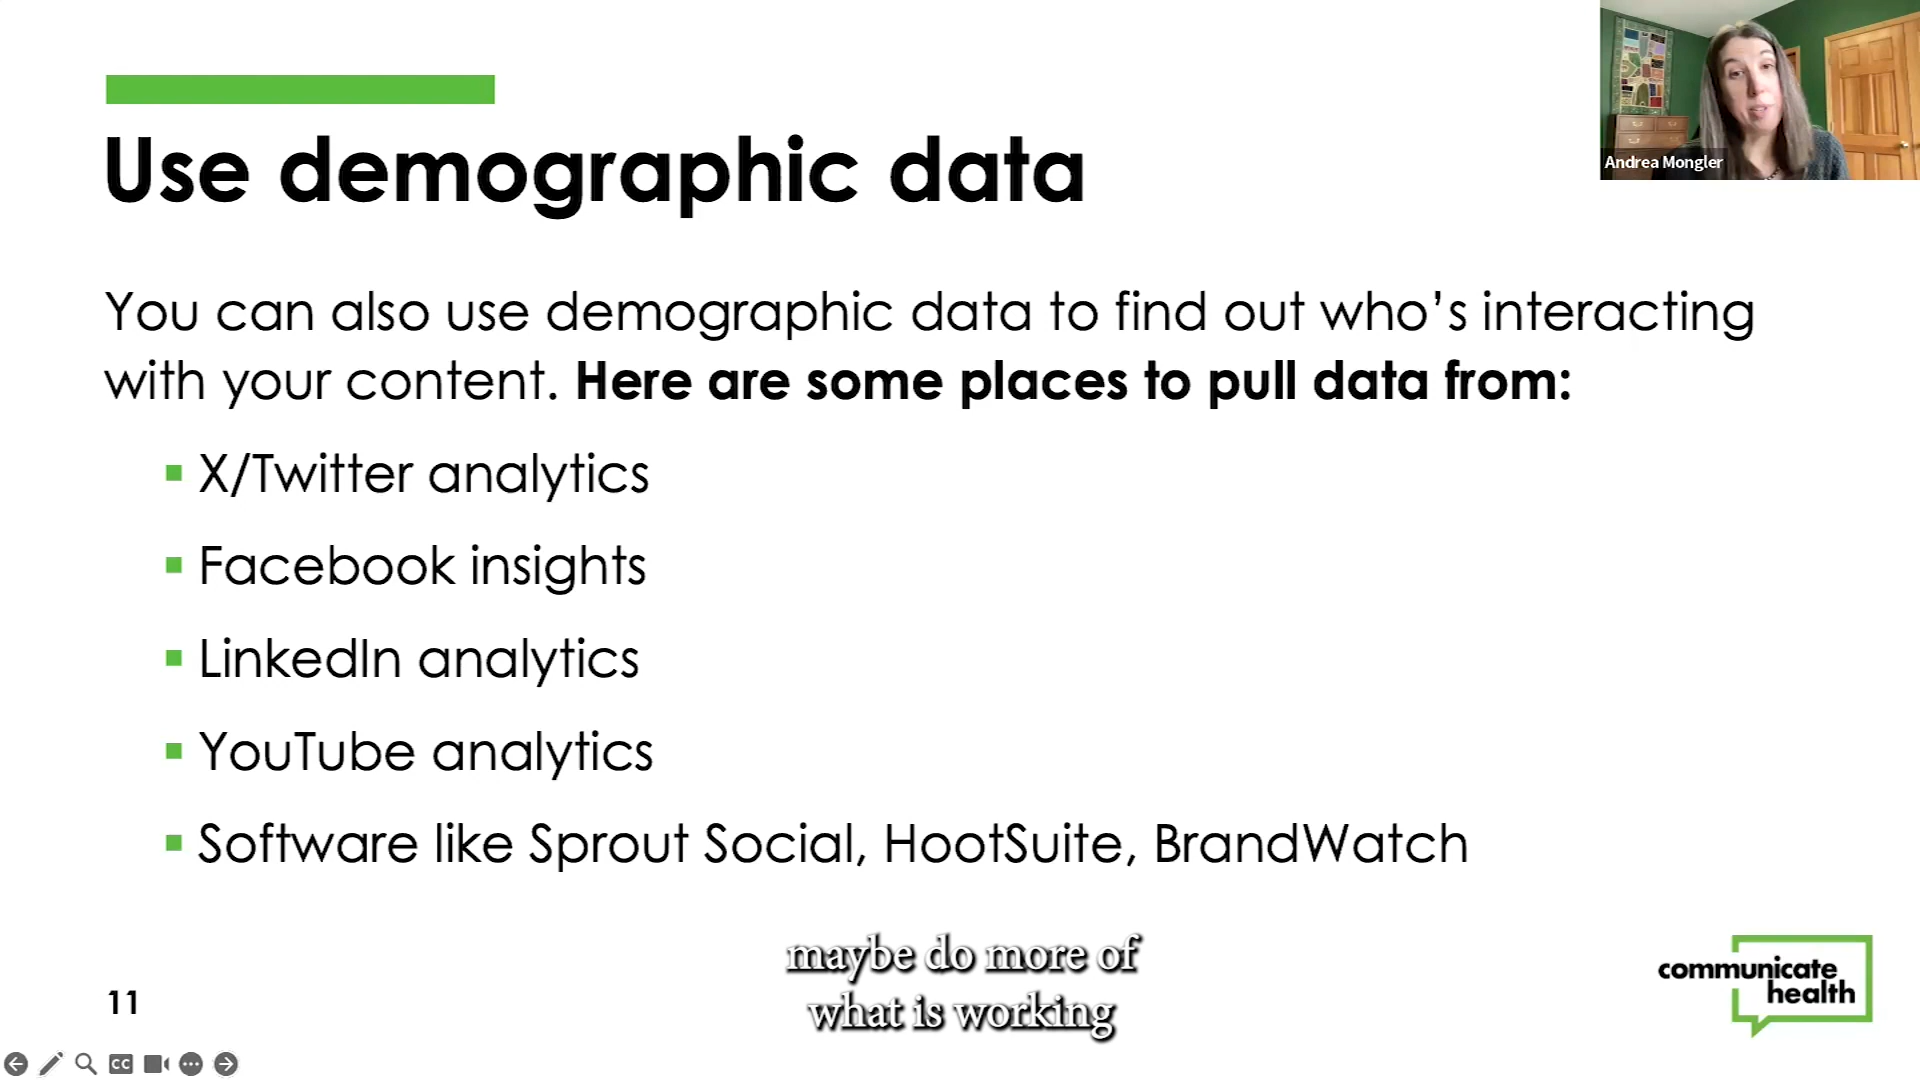 Andrea Mongler
Use demographic data
You can also use demographic data to find out who’s interacting
with your content. Here are some places to pull data from:
X/Twitter analytics
Facebook insights
LinkedIn analytics
YouTube analytics
Software like Sprout Social, HootSuite, BrandWatch
maybe do more of
what is working
11
communicate
health
CC